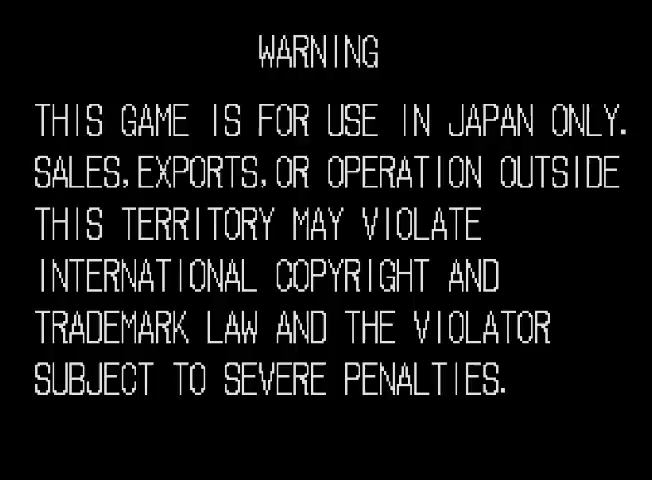 WARNING
THIS GAME IS FOR USE IN JAPAN ONLY.
SALES,EXPORTS,OR OPERATION OUTSIDE
THIS TERRITORY MAY VIOLATE
INTERNATIONAL COPYRIGHT AND
TRADEMARK LAW AND THE VIOLATOR
SUBJECT TO SEVERE PENALTIES.